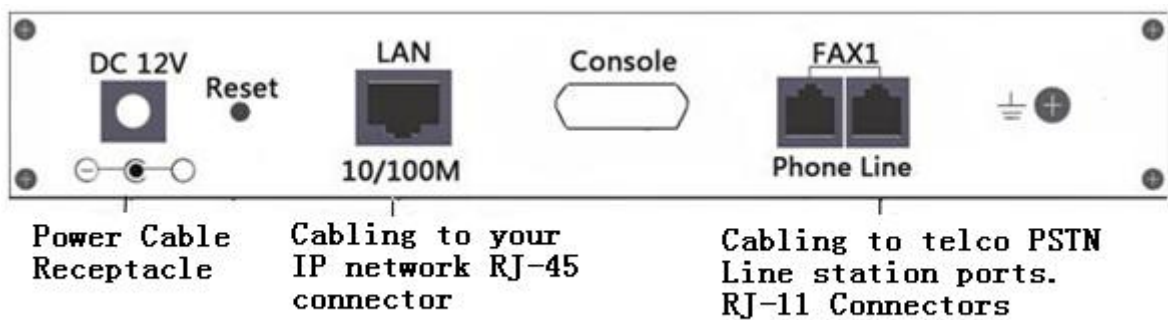 DC 12V
Reset
LAN
10/100M
Console
FAX1
Phone Line
Power Cable
Receptacle
Cabling to your
IP network RJ-45
connector
Cabling to telco PSTN
Line station ports.
RJ-11 Connectors